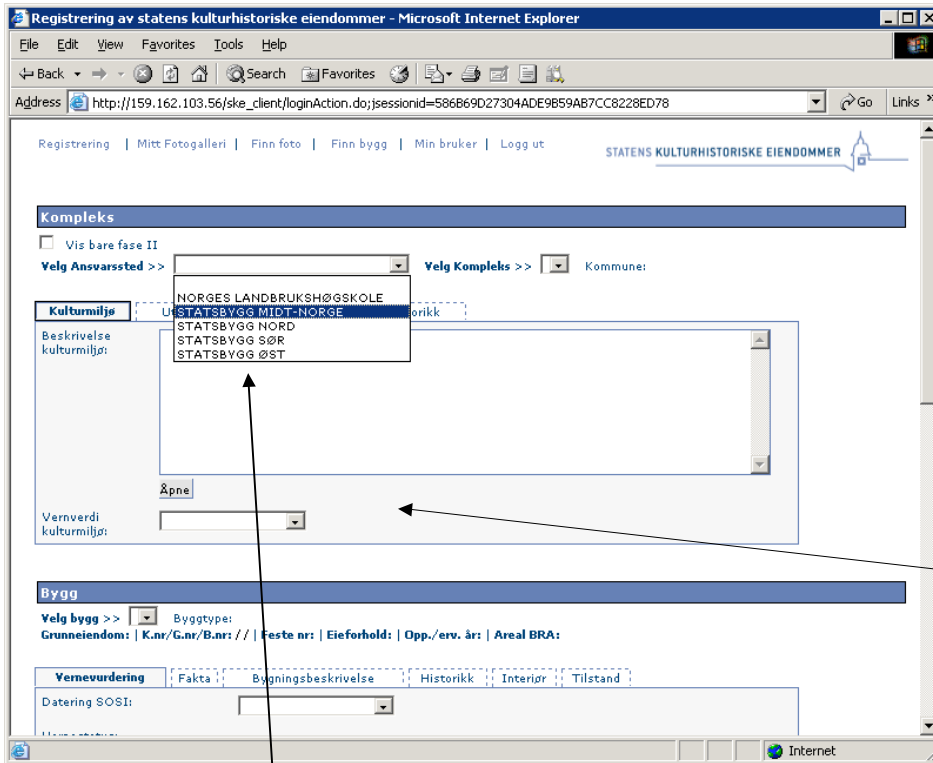 Registrering av statens kulturhistoriske eiendommer - Microsoft Internet Explorer
File Edit View Favorites Tools Help
Back Search Favorites
Address http://159.162.103.56/ske_client/loginAction.do;jsessionid=586B69D27304ADE9B59AB7CC8228ED78 Go Links »
Registrering | Mitt Fotogalleri | Finn foto | Finn bygg | Min bruker | Logg ut
STATENS KULTURHISTORISKE EIENDOMMER
Kompleks
Vis bare fase II
Velg Ansvarssted >> Velg Kompleks >> Kommune:
NORGES LANDBRUKSHØGSKOLE
STATSBYGG MIDT-NORGE
STATSBYGG NORD
STATSBYGG SØR
STATSBYGG ØST
Kulturmiljø
Beskrivelse
kulturmiljø:
Åpne
Vernverdi
kulturmiljø:
Bygg
Velg bygg >> Byggtype:
Grunneiendom: | K.nr/G.nr/B.nr: // | Feste nr: | Eieforhold: | Opp./erv. år: | Areal BRA:
Vernevurdering Fakta Bygningsbeskrivelse Historikk Interiør Tilstand
Datering SOSI:
Internet